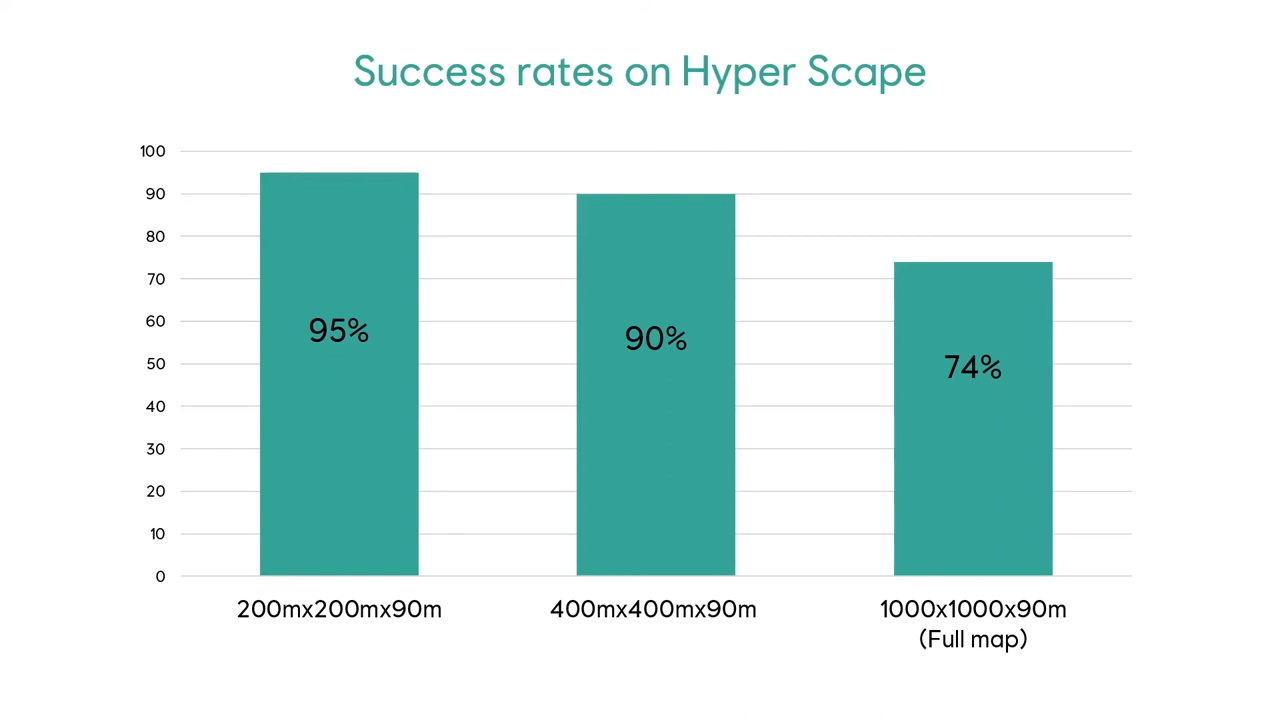 Success rates on Hyper Scape
100
90
80
70
60
50
40
30
20
10
0
95%
90%
74%
200mx200mx90m
400mx400mx90m
1000x1000x90m
(Full map)